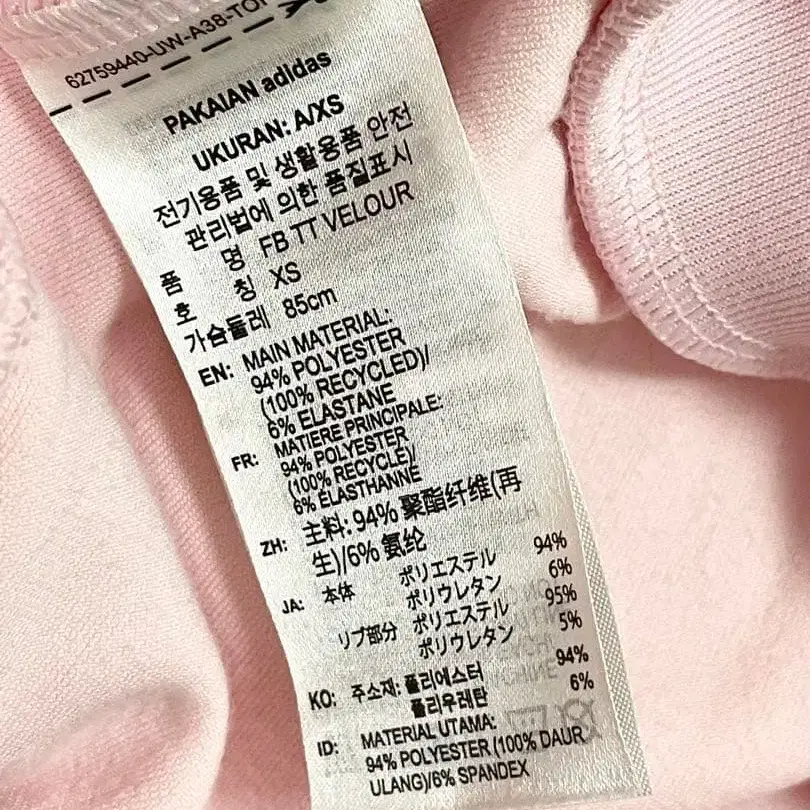 62759440-UW-A38-TOP
PAKAIAN adidas
UKURAN: A/XS
전기용품 및 생활용품 안전
관리법에 의한 품질표시
품 명 FB TT VELOUR
호 칭 XS
가슴둘레 85cm
EN: MAIN MATERIAL:
94% POLYESTER
(100% RECYCLED)/
6% ELASTANE
FR: MATIERE PRINCIPALE:
94% POLYESTER
(100% RECYCLE)/
6% ÉLASTHANNE
ZH: 主料: 94% 聚酯纤维(再
生)/6% 氨纶
JA: 本体 ポリエステル 94%
ポリウレタン 6%
リブ部分 ポリエステル 95%
ポリウレタン 5%
KO: 주소재: 폴리에스터 94%
폴리우레탄 6%
ID: MATERIAL UTAMA:
94% POLYESTER (100% DAUR
ULANG)/6% SPANDEX